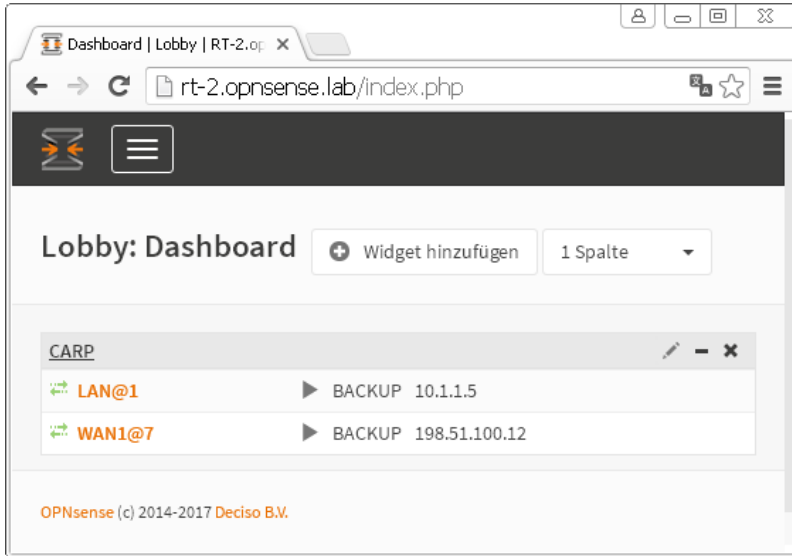 Dashboard | Lobby | RT-2.op
rt-2.opnsense.lab/index.php
Lobby: Dashboard Widget hinzufügen 1 Spalte
CARP
LAN@1 BACKUP 10.1.1.5
WAN1@7 BACKUP 198.51.100.12
OPNsense (c) 2014-2017 Deciso B.V.